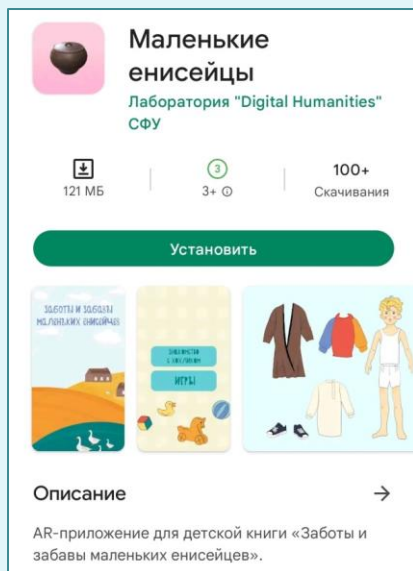 Маленькие
енисейцы
Лаборатория "Digital Humanities"
СФУ
121 МБ
3
3+
100+
Скачивания
Установить
ЗАБОТЫ И ЗАБАВЫ
МАЛЕНЬКИХ ЕНИСЕЙЦЕВ
ИГРЫ
Описание
AR-приложение для детской книги «Заботы и
забавы маленьких енисейцев».